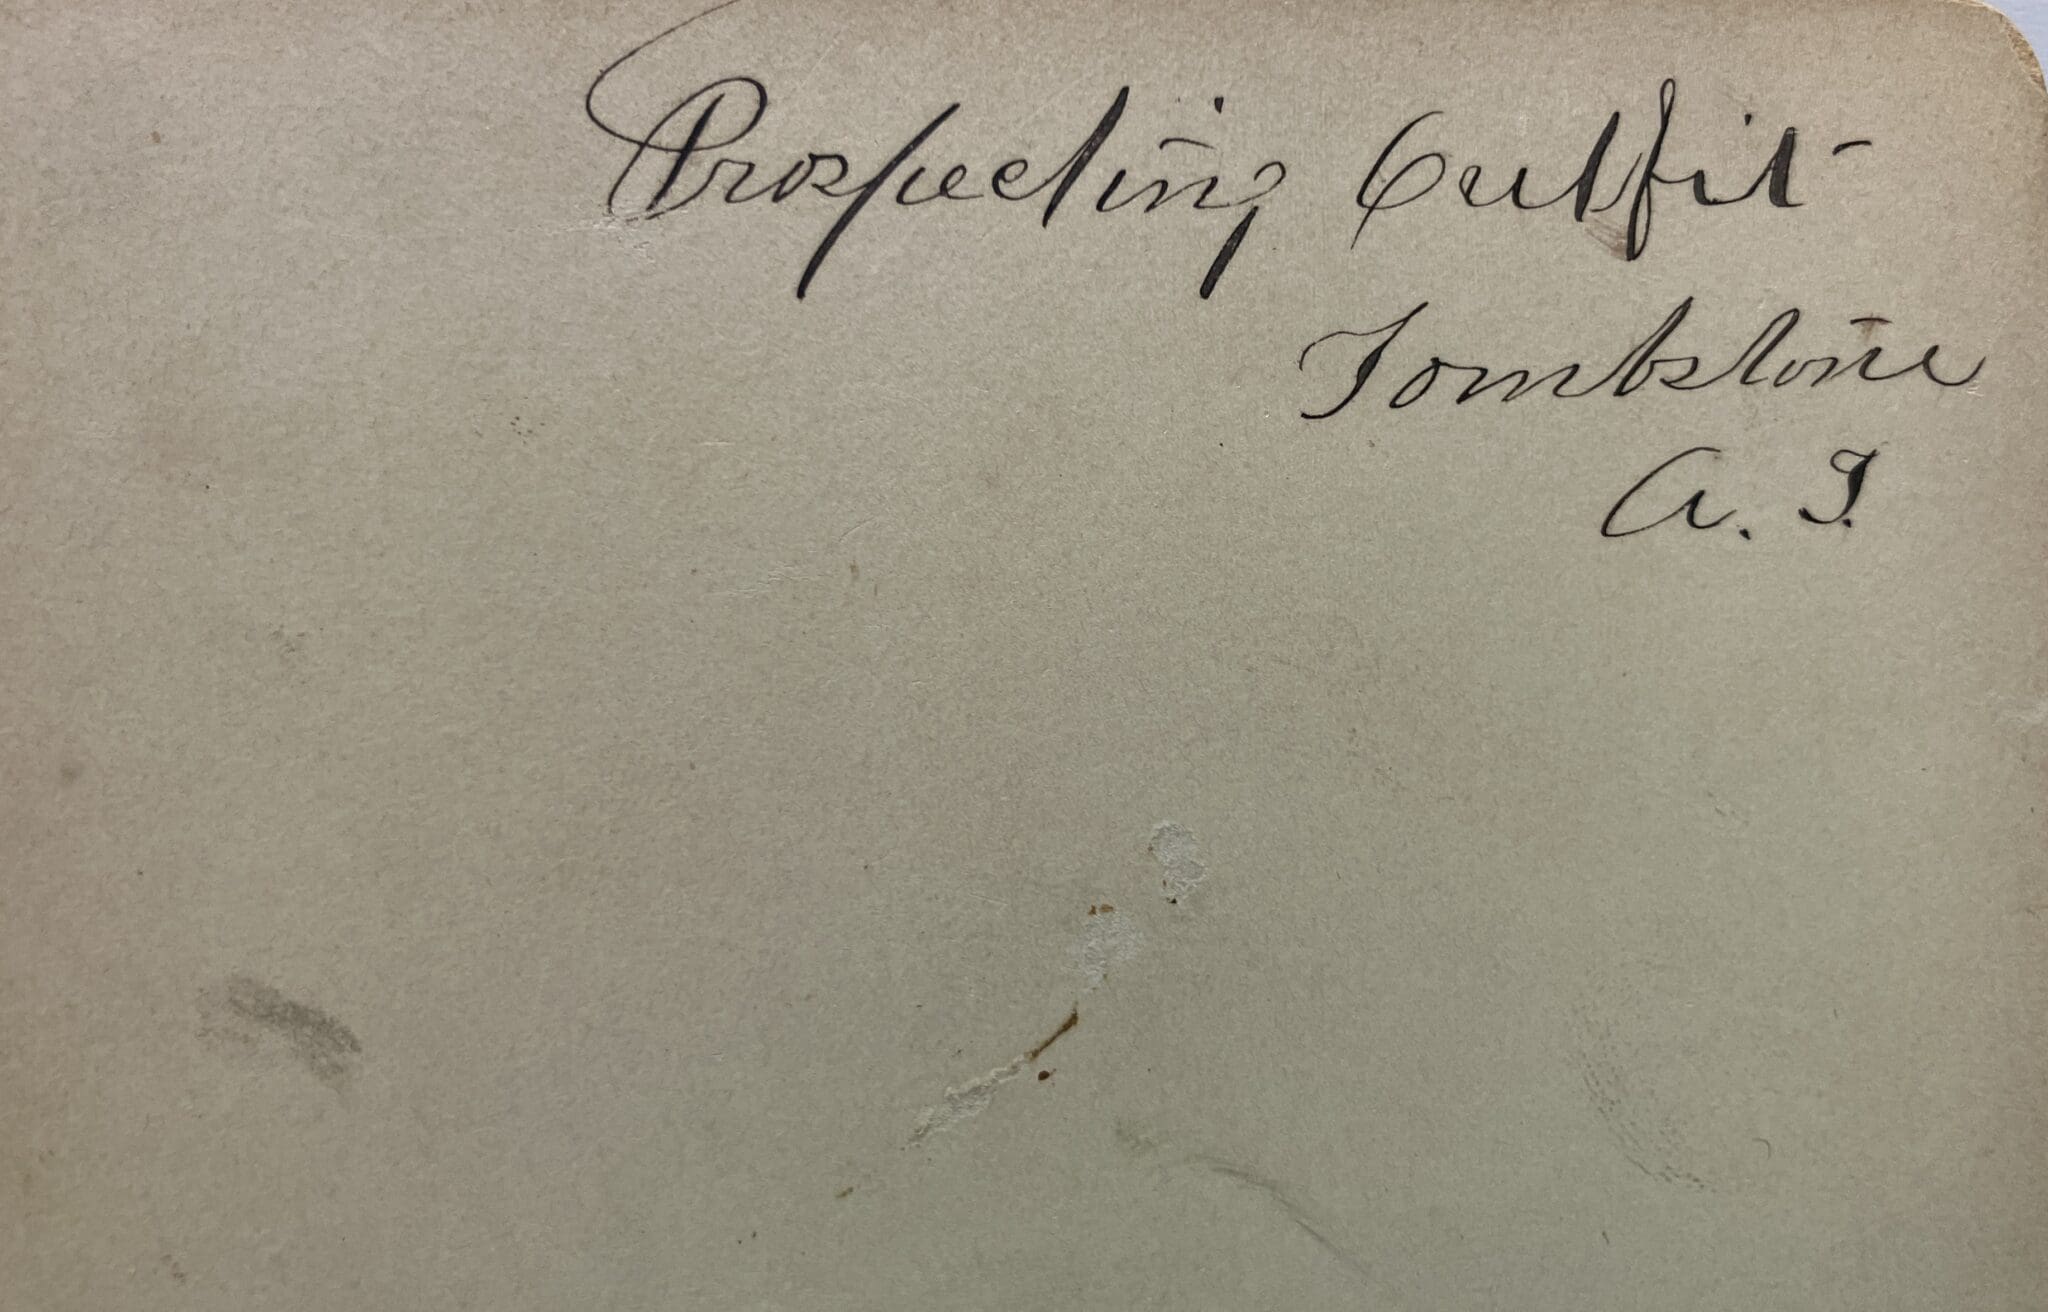 Prospecting Outfit
Tombstone
A. T.